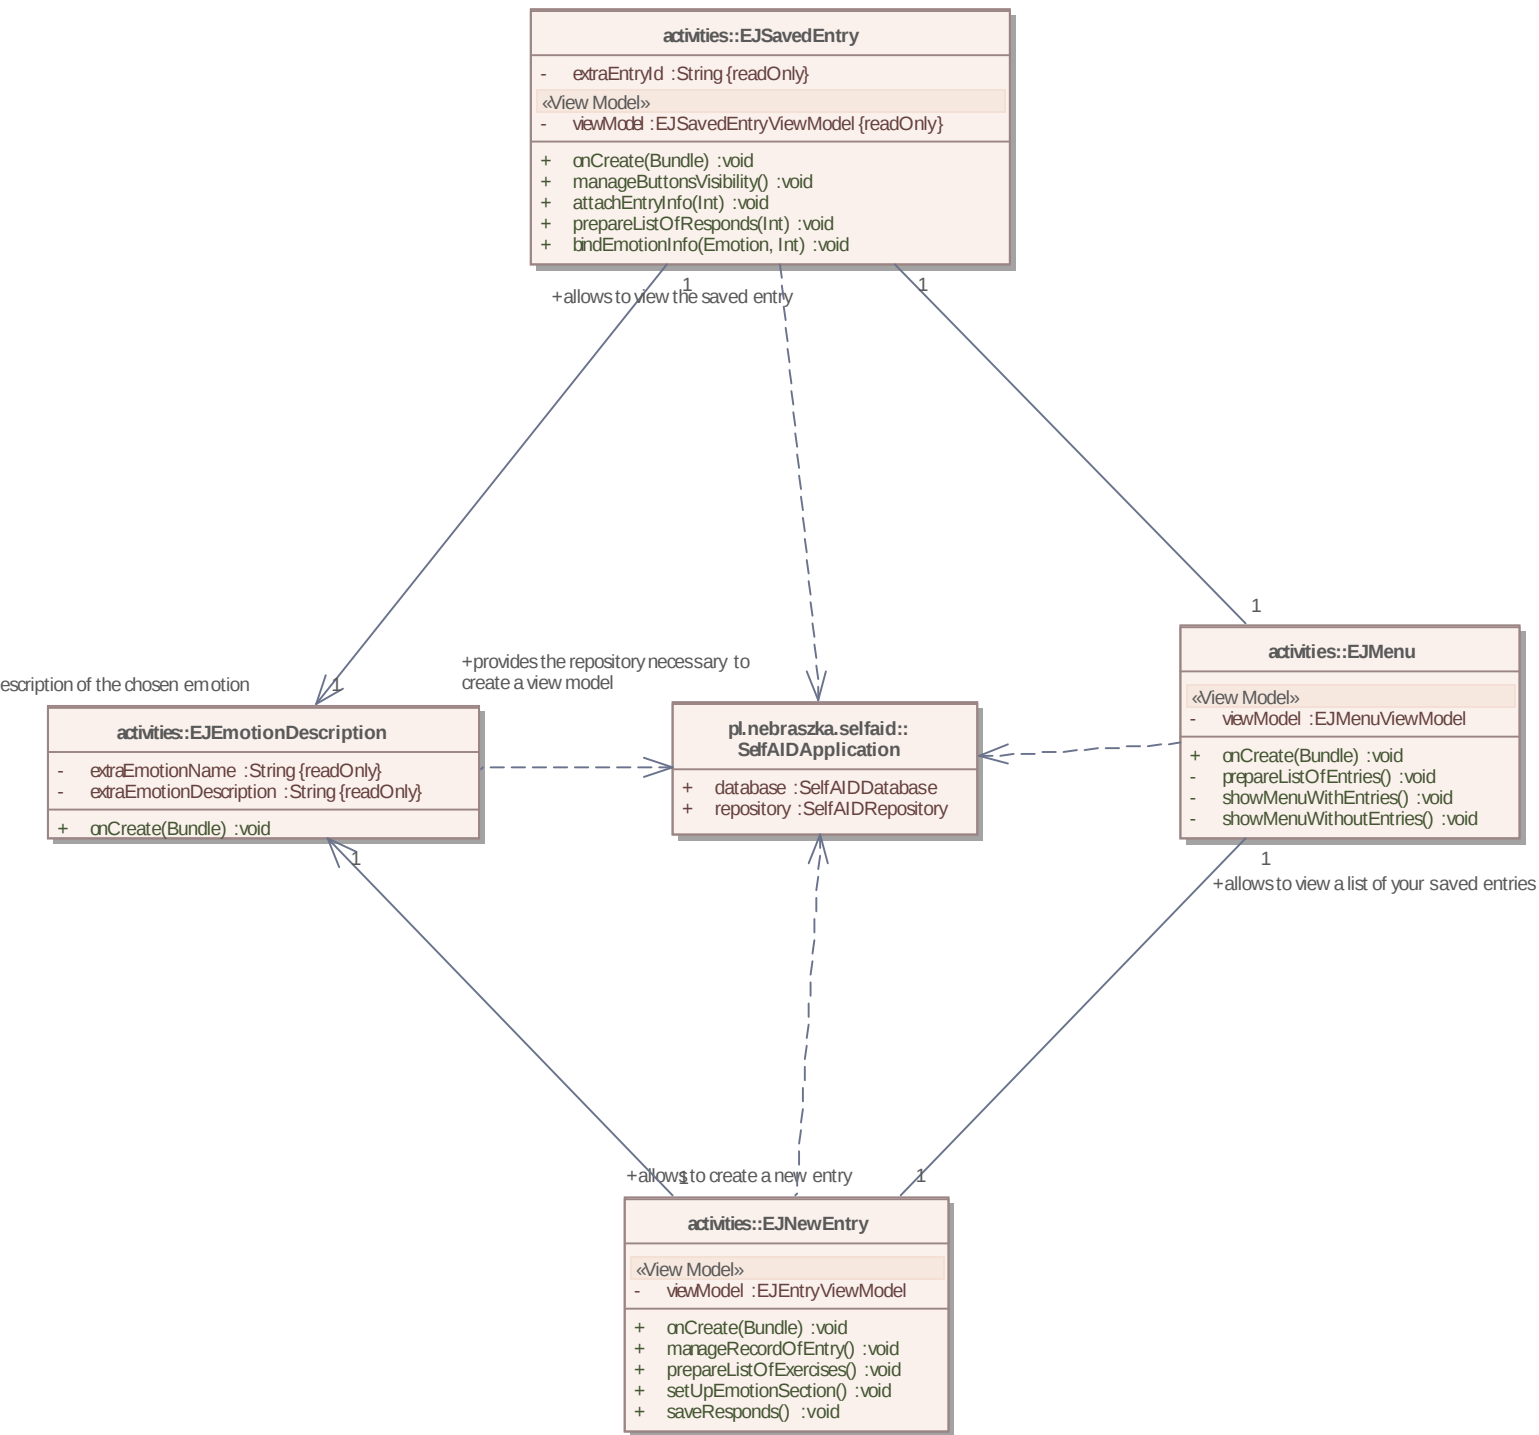 activities::EJSavedEntry
- extraEntryId :String {readOnly}
«View Model»
- viewModel :EJSavedEntryViewModel {readOnly}
+ onCreate(Bundle) :void
+ manageButtonsVisibility() :void
+ attachEntryInfo(Int) :void
+ prepareListOfResponds(Int) :void
+ bindEmotionInfo(Emotion, Int) :void
1
1
+allows to view the saved entry
1
activities::EJMenu
«View Model»
- viewModel :EJMenuViewModel
+ onCreate(Bundle) :void
- prepareListOfEntries() :void
- showMenuWithEntries() :void
- showMenuWithoutEntries() :void
+provides the repository necessary to
create a view model
escription of the chosen emotion
1
activities::EJEmotionDescription
- extraEmotionName :String {readOnly}
- extraEmotionDescription :String {readOnly}
+ onCreate(Bundle) :void
pl.nebraszka.selfaid::
SelfAIDApplication
+ database :SelfAIDDatabase
+ repository :SelfAIDRepository
1
1
+allows to view a list of your saved entries
+allows to create a new entry
1
1
activities::EJNewEntry
«View Model»
- viewModel :EJEntryViewModel
+ onCreate(Bundle) :void
+ manageRecordOfEntry() :void
+ prepareListOfExercises() :void
+ setUpEmotionSection() :void
+ saveResponds() :void